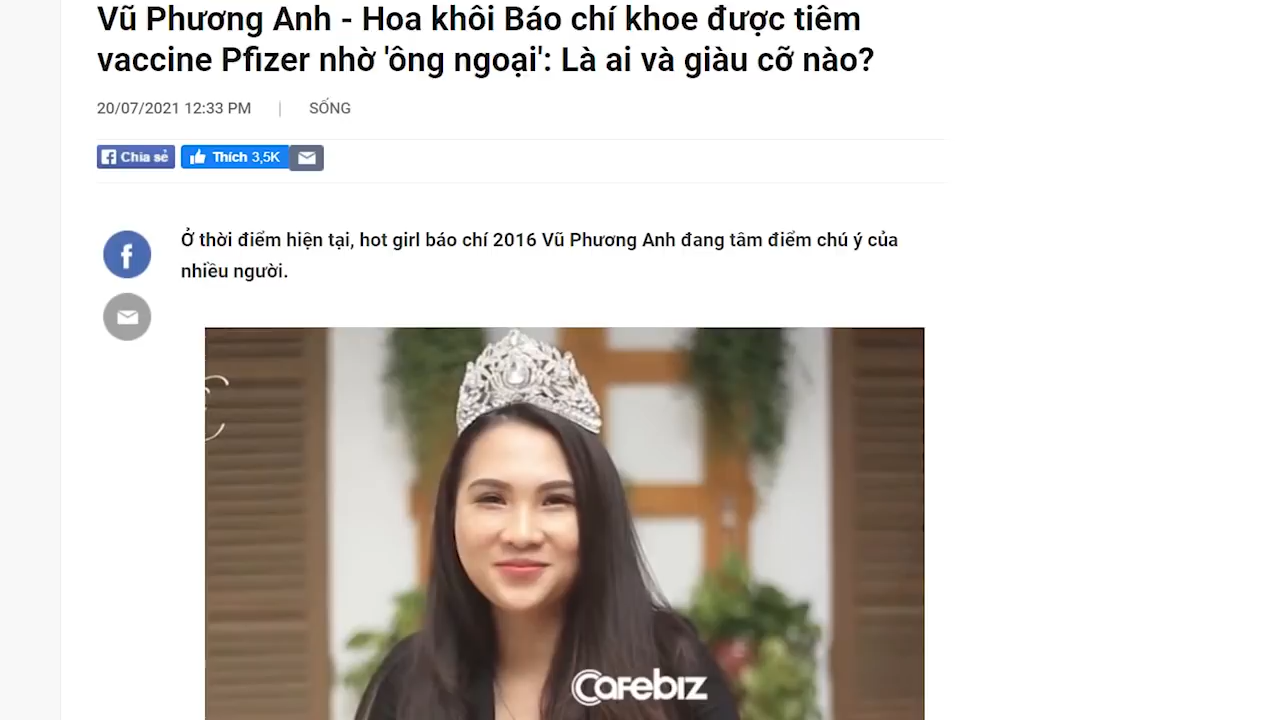 Vũ Phương Anh - Hoa khôi Báo chí khoe được tiêm
vaccine Pfizer nhờ 'ông ngoại': Là ai và giàu cỡ nào?
20/07/2021 12:33 PM | SỐNG
Chia sẻ Thích 3,5K
Ở thời điểm hiện tại, hot girl báo chí 2016 Vũ Phương Anh đang tâm điểm chú ý của
nhiều người.
Cafebiz